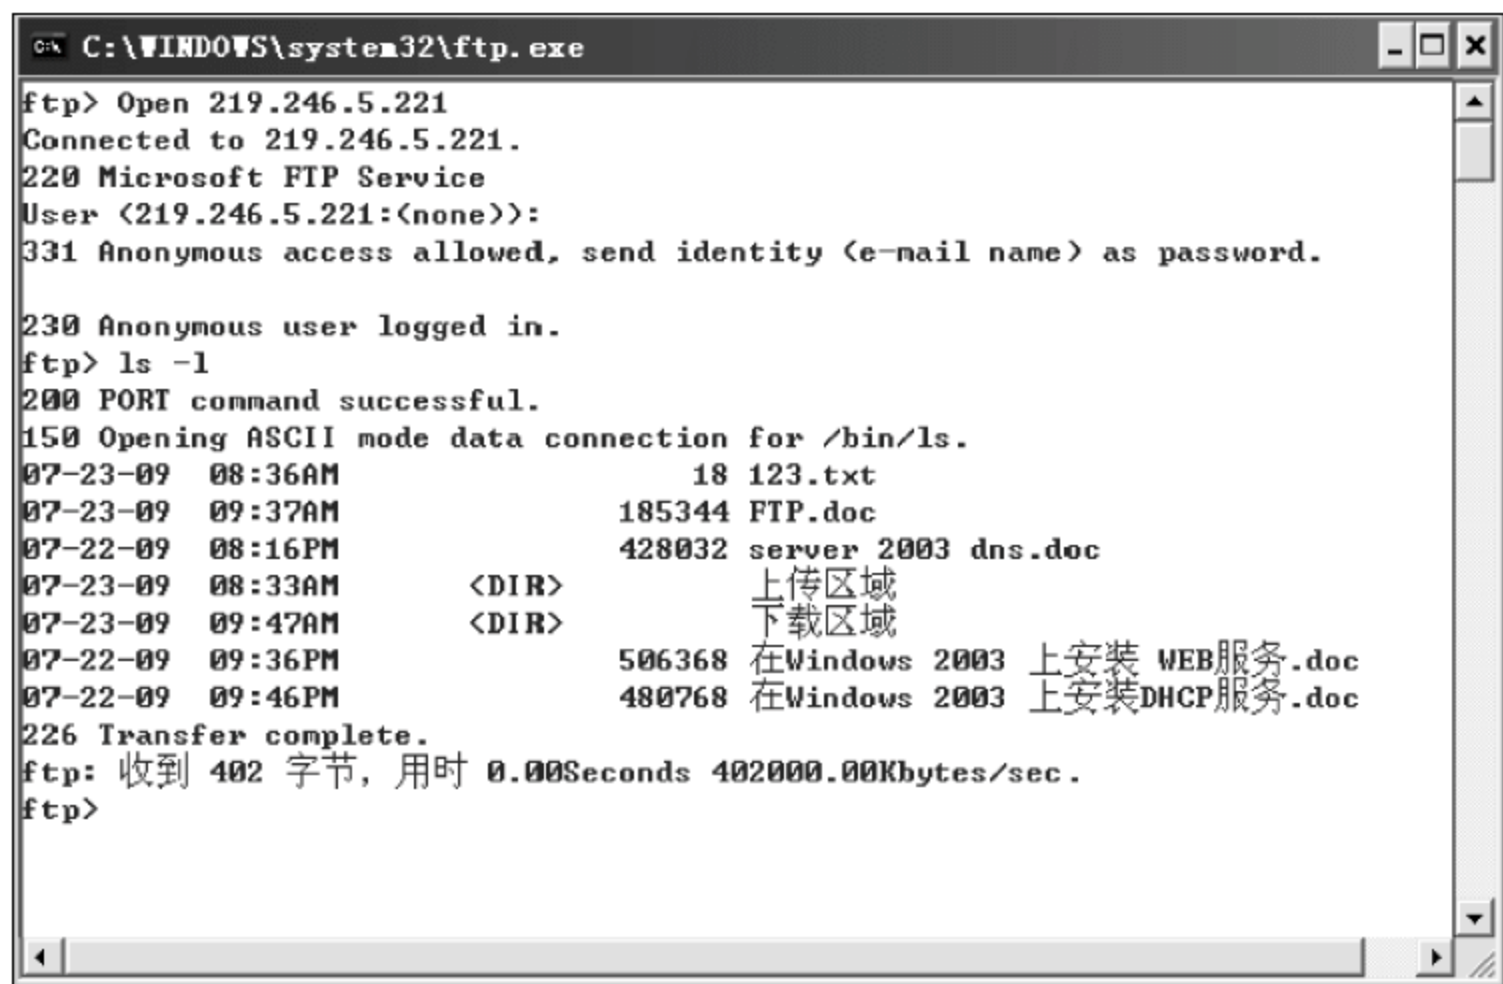 C:\WINDOWS\system32\ftp.exe
ftp> Open 219.246.5.221
Connected to 219.246.5.221.
220 Microsoft FTP Service
User (219.246.5.221:(none)):
331 Anonymous access allowed, send identity (e-mail name) as password.
230 Anonymous user logged in.
ftp> ls -l
200 PORT command successful.
150 Opening ASCII mode data connection for /bin/ls.
07-23-09  08:36AM                   18 123.txt
07-23-09  09:37AM               185344 FTP.doc
07-22-09  08:16PM               428032 server 2003 dns.doc
07-23-09  08:33AM       <DIR>          上传区域
07-23-09  09:47AM       <DIR>          下载区域
07-22-09  09:36PM               506368 在Windows 2003 上安装 WEB服务.doc
07-22-09  09:46PM               480768 在Windows 2003 上安装DHCP服务.doc
226 Transfer complete.
ftp: 收到 402 字节，用时 0.00Seconds 402000.00Kbytes/sec.
ftp>